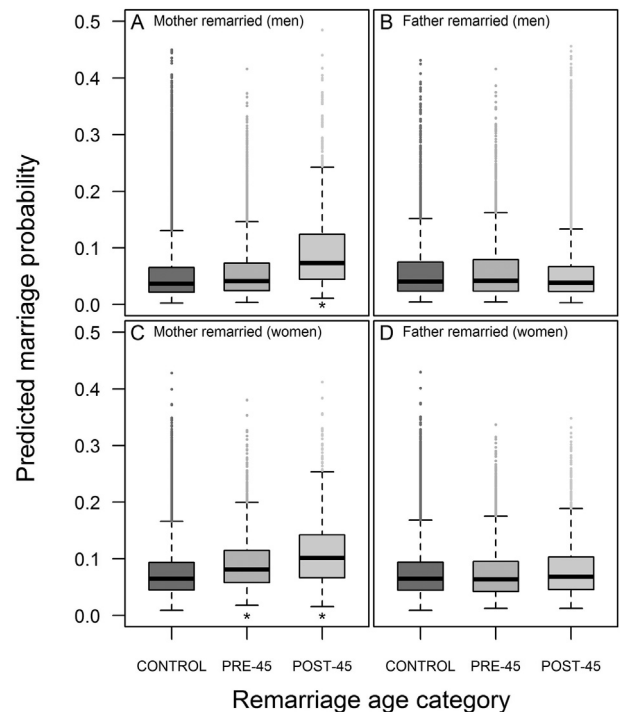 A Mother remarried (men)
B Father remarried (men)
0.5
0.4
0.3
0.2
0.1
0.0
*
C Mother remarried (women)
D Father remarried (women)
0.5
0.4
0.3
0.2
0.1
0.0
* *
Predicted marriage probability
CONTROL PRE-45 POST-45 CONTROL PRE-45 POST-45
Remarriage age category